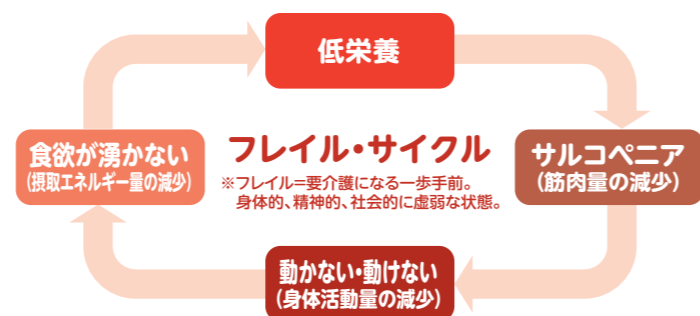 低栄養
食欲が湧かない
(摂取エネルギー量の減少)
フレイル・サイクル
※フレイル=要介護になる一歩手前。
身体的、精神的、社会的に虚弱な状態。
サルコペニア
(筋肉量の減少)
動かない・動けない
(身体活動量の減少)